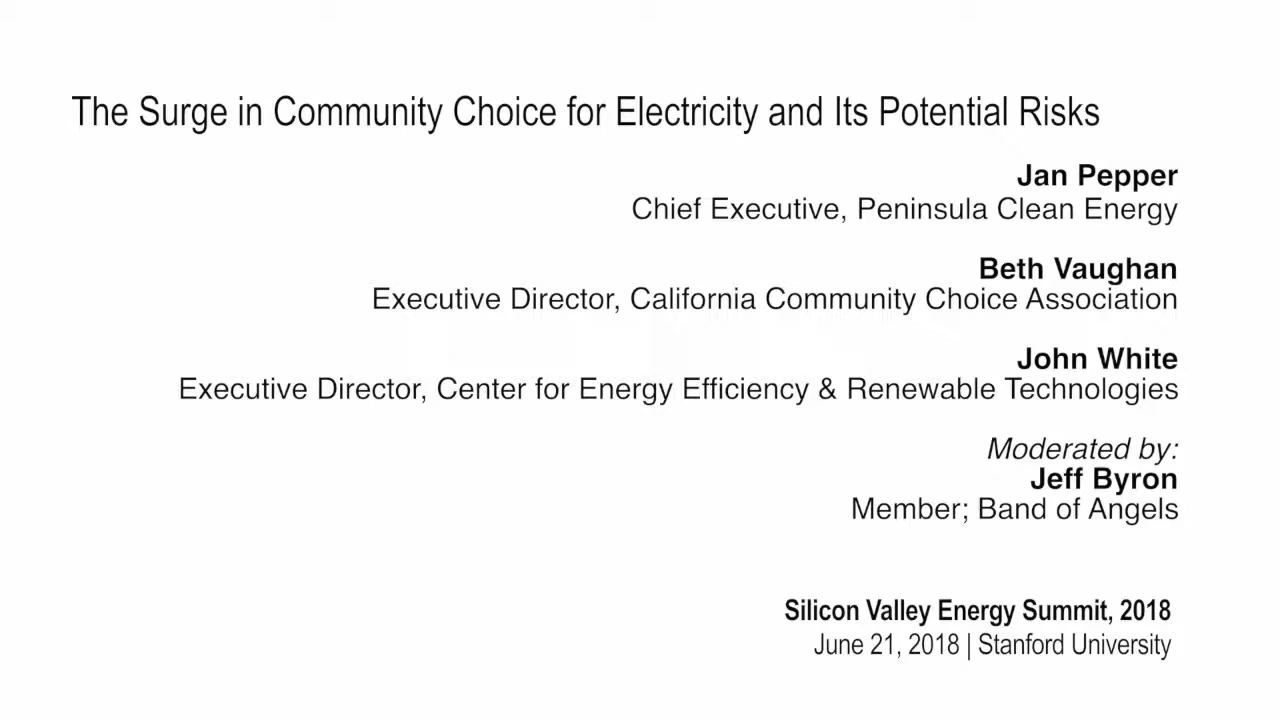 The Surge in Community Choice for Electricity and Its Potential Risks
Jan Pepper
Chief Executive, Peninsula Clean Energy
Beth Vaughan
Executive Director, California Community Choice Association
John White
Executive Director, Center for Energy Efficiency & Renewable Technologies
Moderated by:
Jeff Byron
Member; Band of Angels
Silicon Valley Energy Summit, 2018
June 21, 2018 | Stanford University